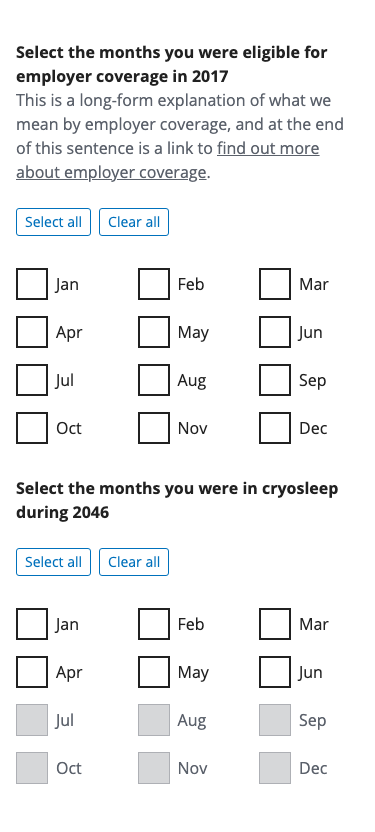 Select the months you were eligible for
employer coverage in 2017
This is a long-form explanation of what we
mean by employer coverage, and at the end
of this sentence is a link to find out more
about employer coverage.
Select all Clear all
Jan Feb Mar
Apr May Jun
Jul Aug Sep
Oct Nov Dec
Select the months you were in cryosleep
during 2046
Select all Clear all
Jan Feb Mar
Apr May Jun
Jul Aug Sep
Oct Nov Dec